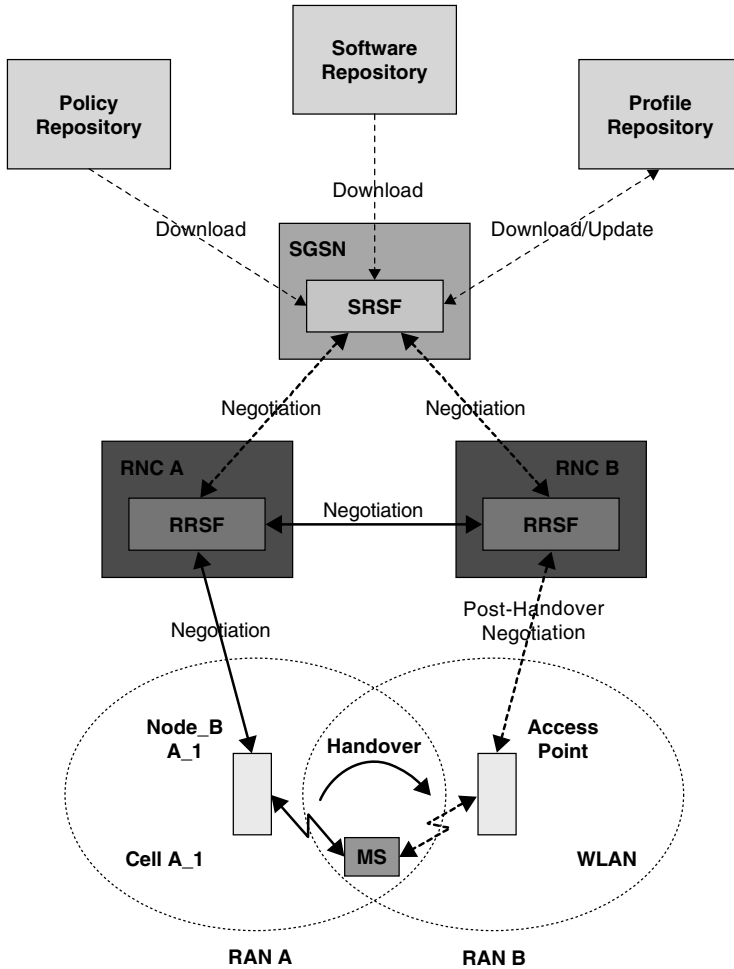 Software
Repository
Policy
Repository
Profile
Repository
Download
Download
Download/Update
SGSN
SRSF
Negotiation
Negotiation
RNC A
RNC B
RRSF
Negotiation
RRSF
Post-Handover
Negotiation
Negotiation
Node_B
A_1
Handover
Access
Point
Cell A_1
MS
WLAN
RAN A
RAN B